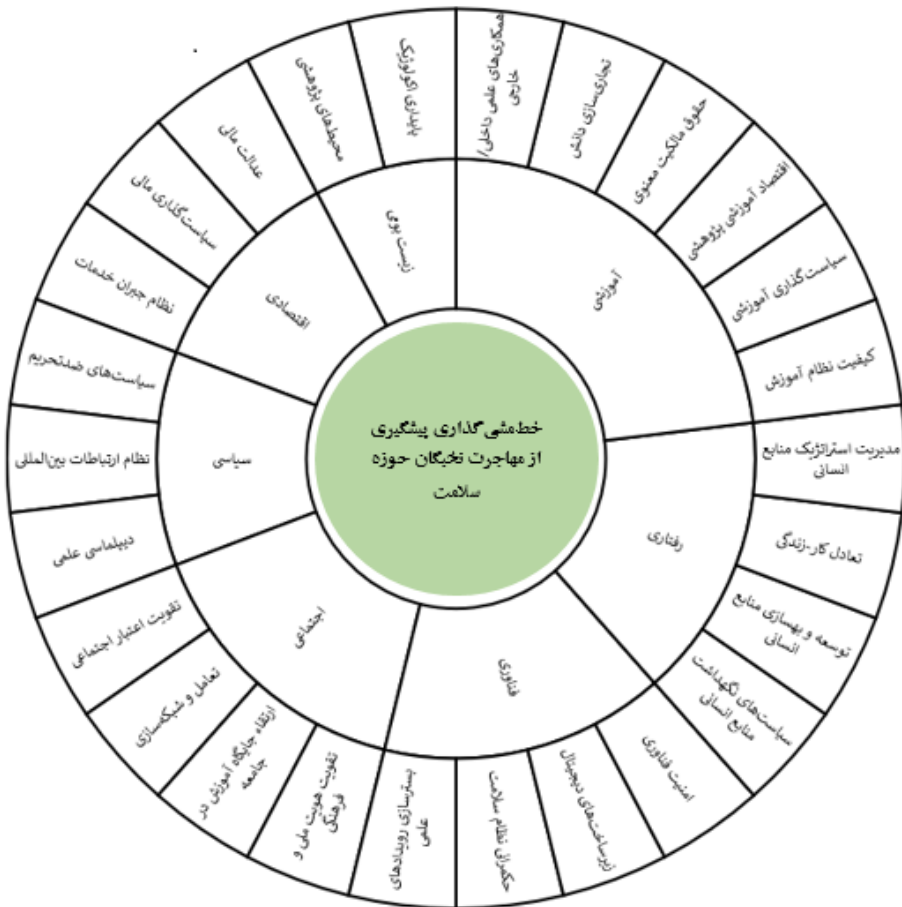 خط‌مشی‌گذاری پیشگیری
از مهاجرت نخبگان حوزه
سلامت
آموزشی
رفتاری
فناوری
اجتماعی
سیاسی
اقتصادی
زیست بومی
همکاری‌های علمی داخلی/
خارجی
تجاری‌سازی دانش
حقوق مالکیت معنوی
اقتصاد آموزشی پژوهشی
سیاست‌گذاری آموزشی
کیفیت نظام آموزش
مدیریت استراتژیک منابع
انسانی
تعادل کار-زندگی
توسعه و بهسازی منابع
انسانی
سیاست‌های نگهداشت
منابع انسانی
امنیت فناوری
زیرساخت‌های دیجیتال
حکمرانی نظام سلامت
بسترسازی رویدادهای
علمی
تقویت هویت ملی و
فرهنگی
ارتقاء جایگاه آموزش در
جامعه
تعامل و شبکه‌سازی
تقویت اعتبار اجتماعی
دیپلماسی علمی
نظام ارتباطات بین‌المللی
سیاست‌های ضدتحریم
نظام جبران خدمات
سیاست‌گذاری مالی
عدالت مالی
محیط‌های پژوهشی
پایداری اکولوژیک